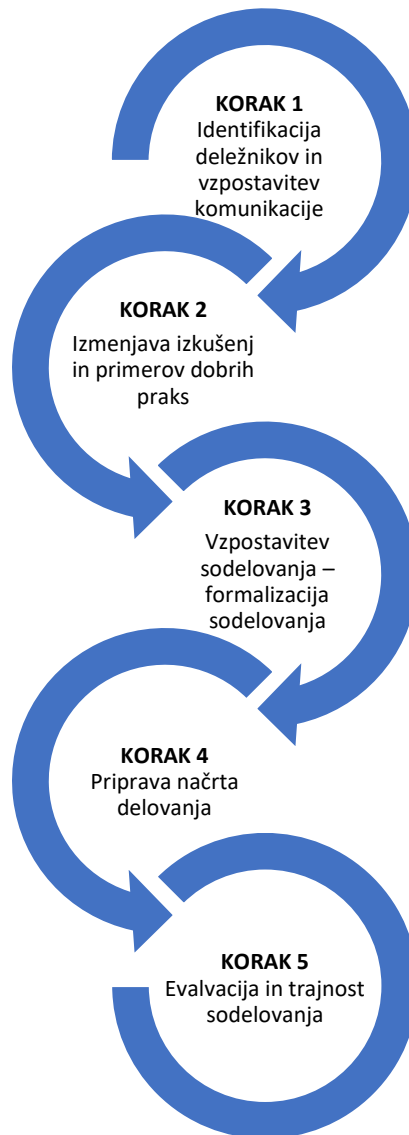 KORAK 1
Identifikacija
deležnikov in
vzpostavitev
komunikacije
KORAK 2
Izmenjava izkušenj
in primerov dobrih
praks
KORAK 3
Vzpostavitev
sodelovanja –
formalizacija
sodelovanja
KORAK 4
Priprava načrta
delovanja
KORAK 5
Evalvacija in trajnost
sodelovanja